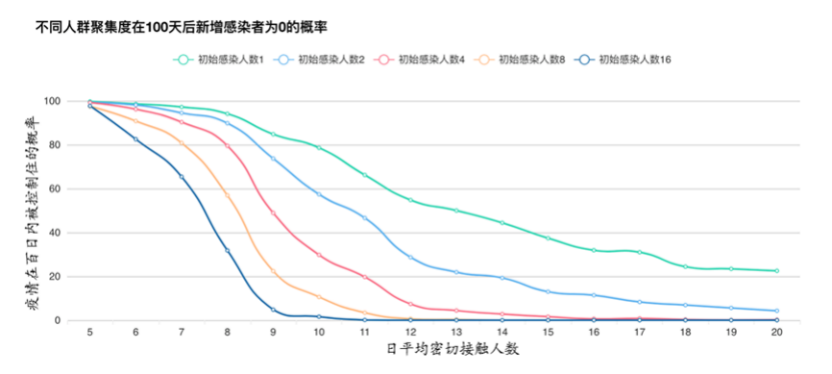 不同人群聚集度在100天后新增感染者为0的概率
初始感染人数1 初始感染人数2 初始感染人数4 初始感染人数8 初始感染人数16
疫情在百日内被控制住的概率
100
80
60
40
20
0
5 6 7 8 9 10 11 12 13 14 15 16 17 18 19 20
日平均密切接触人数